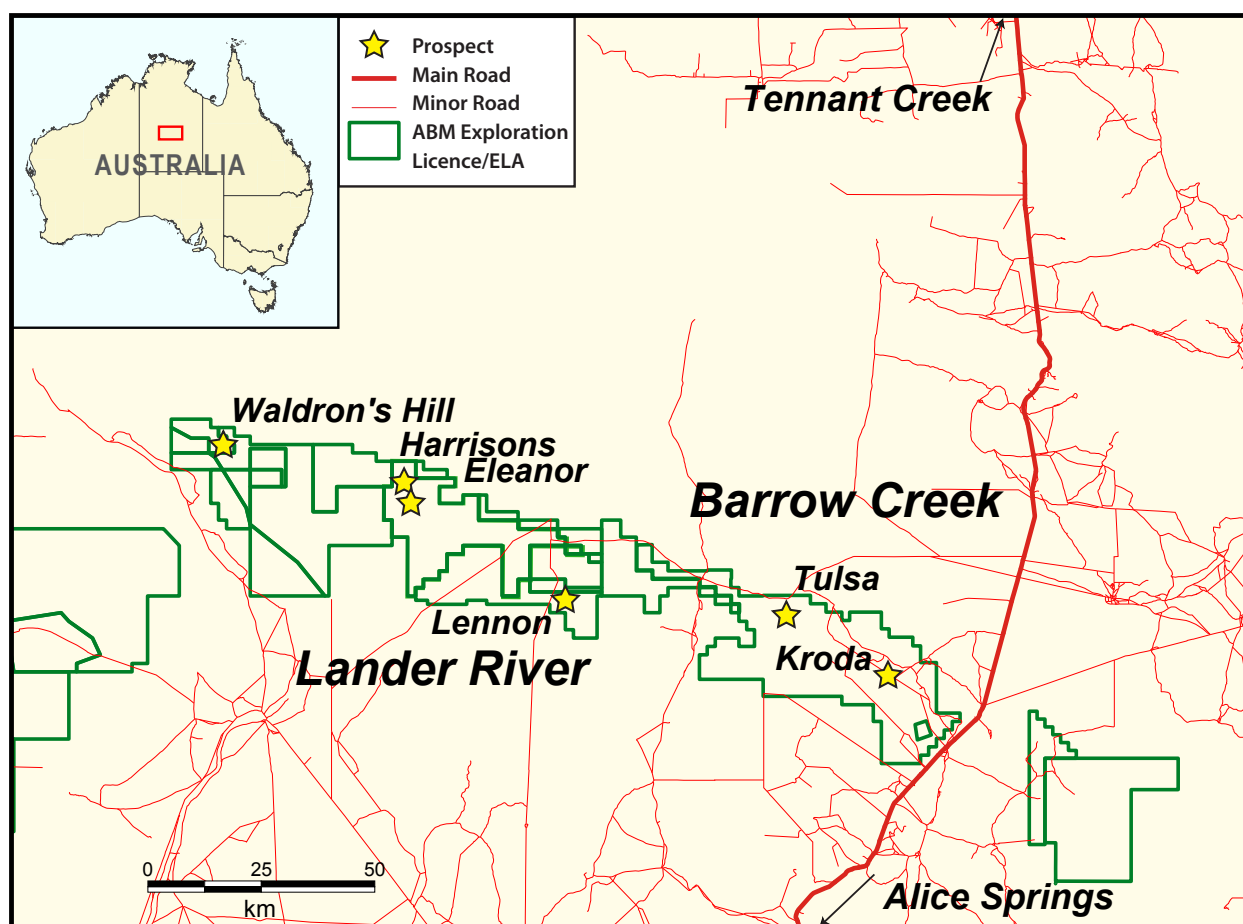 AUSTRALIA
Prospect
Main Road
Minor Road
ABM Exploration
Licence/ELA
Tennant Creek
Waldron's Hill
Harrisons
Eleanor
Barrow Creek
Tulsa
Lennon
Kroda
Lander River
0 25 50
km
Alice Springs